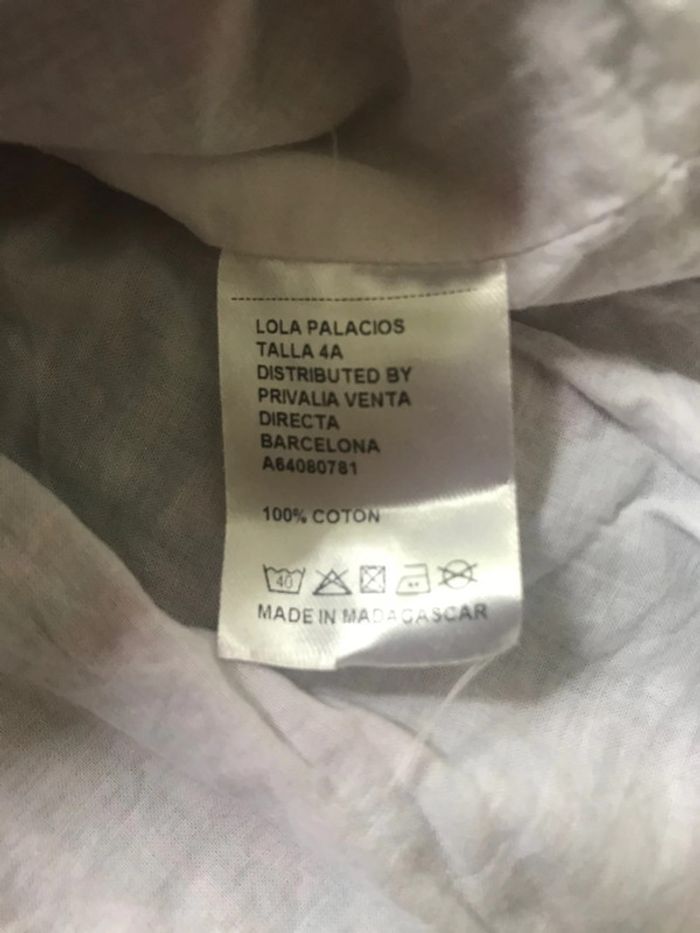 LOLA PALACIOS
TALLA 4A
DISTRIBUTED BY
PRIVALIA VENTA
DIRECTA
BARCELONA
A64080781
100% COTON
40
MADE IN MADAGASCAR